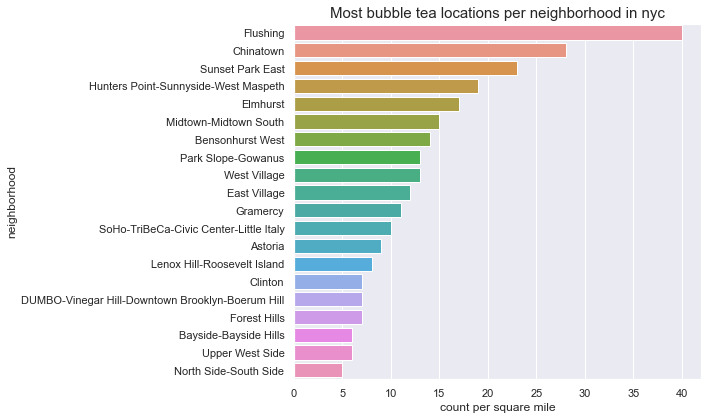 Most bubble tea locations per neighborhood in nyc
neighborhood
Flushing
Chinatown
Sunset Park East
Hunters Point-Sunnyside-West Maspeth
Elmhurst
Midtown-Midtown South
Bensonhurst West
Park Slope-Gowanus
West Village
East Village
Gramercy
SoHo-TriBeCa-Civic Center-Little Italy
Astoria
Lenox Hill-Roosevelt Island
Clinton
DUMBO-Vinegar Hill-Downtown Brooklyn-Boerum Hill
Forest Hills
Bayside-Bayside Hills
Upper West Side
North Side-South Side
0 5 10 15 20 25 30 35 40
count per square mile